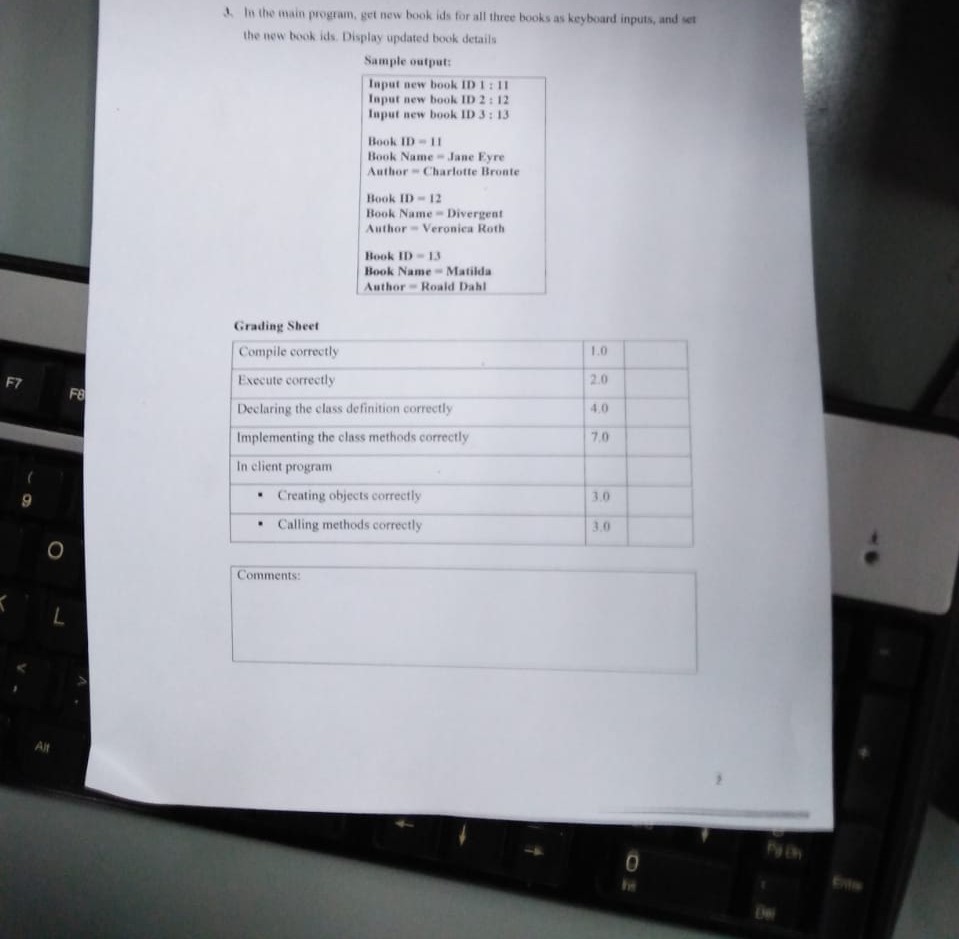 3. In the main program, get new book ids for all three books as keyboard inputs, and set
the new book ids. Display updated book details
Sample output:
Input new book ID 1 : 11
Input new book ID 2 : 12
Input new book ID 3 : 13
Book ID = 11
Book Name = Jane Eyre
Author = Charlotte Bronte
Book ID = 12
Book Name = Divergent
Author = Veronica Roth
Book ID = 13
Book Name = Matilda
Author = Roald Dahl
Grading Sheet
Compile correctly 1.0
Execute correctly 2.0
Declaring the class definition correctly 4.0
Implementing the class methods correctly 7.0
In client program
• Creating objects correctly 3.0
• Calling methods correctly 3.0
Comments:
2
F7
F8
(
9
O
L
<
,
>
.
Alt
0
Ins
Pg Dn
Enter
.
Del
+